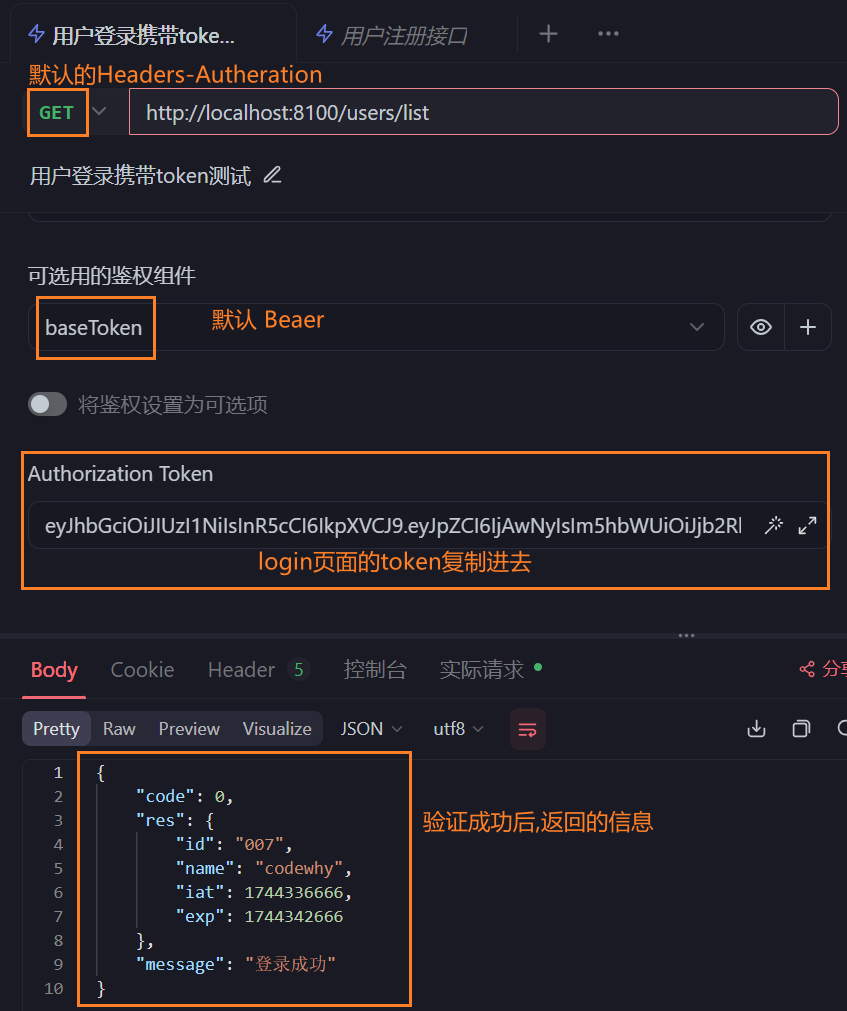 用户登录携带toke...
用户注册接口
默认的Headers-Autheration
GET
http://localhost:8100/users/list
用户登录携带token测试
可选用的鉴权组件
baseToken
默认 Beaer
将鉴权设置为可选项
Authorization Token
eyJhbGciOiJIUzI1NiIsInR5cCI6IkpXVCJ9.eyJpZCI6IjAwNyIsIm5hbWUiOiJjb2Rl
login页面的token复制进去
Body Cookie Header 5 控制台 实际请求 分享
Pretty Raw Preview Visualize JSON utf8
1 {
2 "code": 0,
3 "res": {
4 "id": "007",
5 "name": "codewhy",
6 "iat": 1744336666,
7 "exp": 1744342666
8 },
9 "message": "登录成功"
10 }
验证成功后,返回的信息